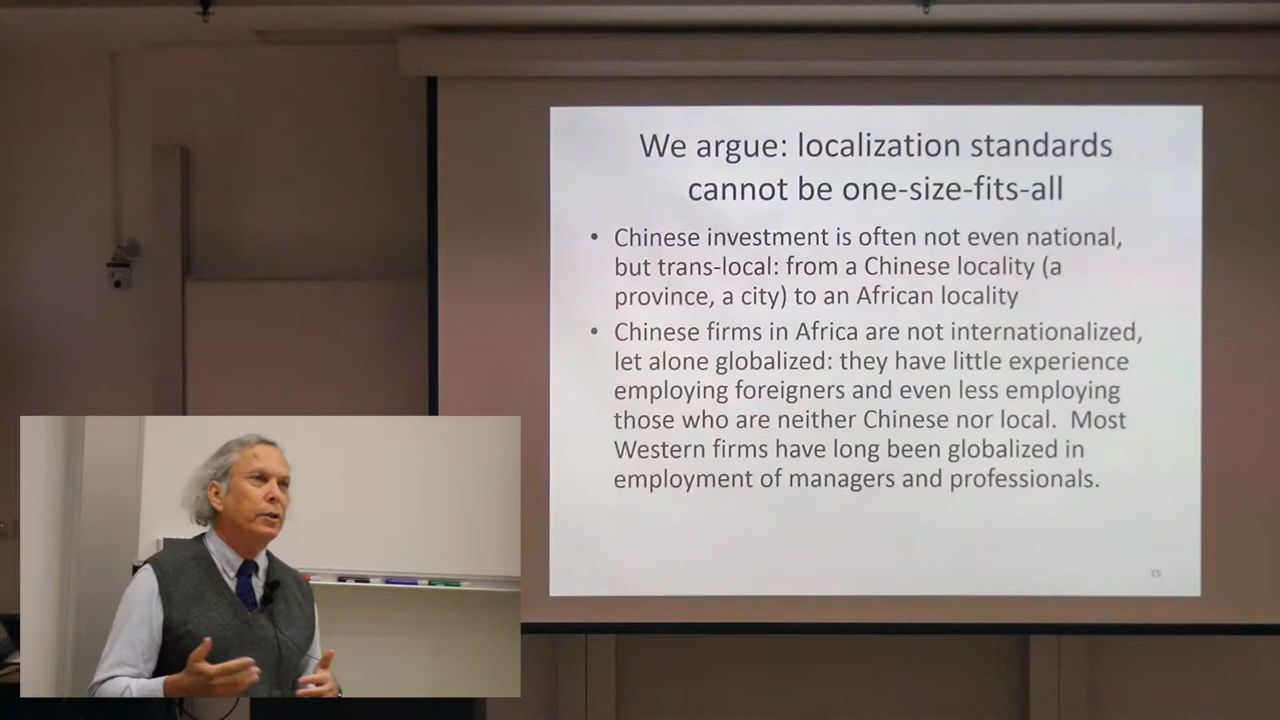 We argue: localization standards
cannot be one-size-fits-all
• Chinese investment is often not even national,
but trans-local: from a Chinese locality (a
province, a city) to an African locality
• Chinese firms in Africa are not internationalized,
let alone globalized: they have little experience
employing foreigners and even less employing
those who are neither Chinese nor local.  Most
Western firms have long been globalized in
employment of managers and professionals.
15